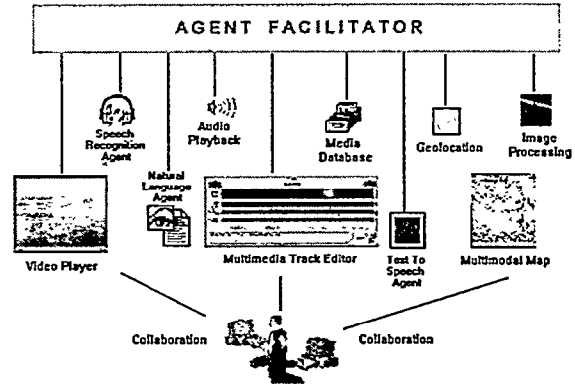 AGENT FACILITATOR
Speech
Recognition
Agent
Audio
Playback
Media
Database
Geolocation
Image
Processing
Natural
Language
Agent
Video Player
Multimedia Track Editor
Text To
Speech
Agent
Multimodal Map
Collaboration
Collaboration